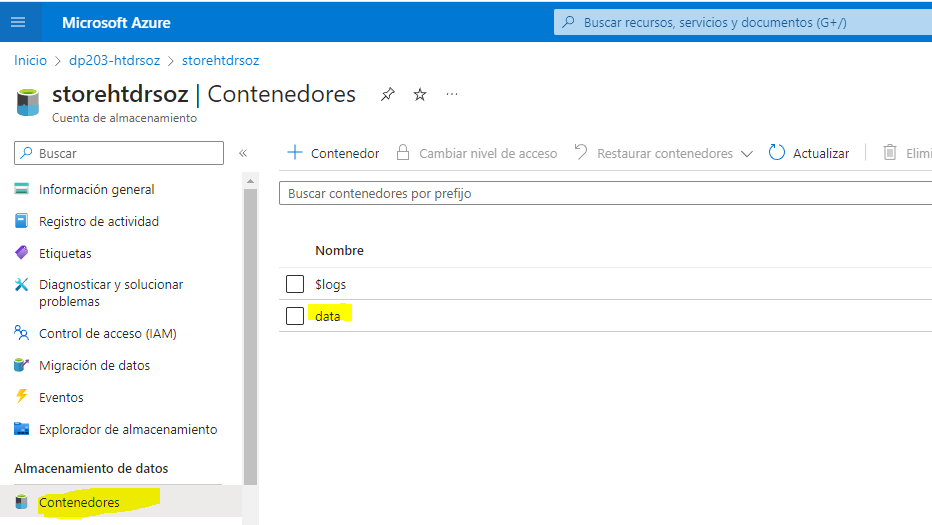 Microsoft Azure
Buscar recursos, servicios y documentos (G+/)
Inicio > dp203-htdrsoz > storehtdrsoz
storehtdrsoz | Contenedores
Cuenta de almacenamiento
Buscar
Contenedor
Cambiar nivel de acceso
Restaurar contenedores
Actualizar
Elimi
Información general
Registro de actividad
Etiquetas
Diagnosticar y solucionar
problemas
Control de acceso (IAM)
Migración de datos
Eventos
Explorador de almacenamiento
Almacenamiento de datos
Contenedores
Buscar contenedores por prefijo
Nombre
$logs
data